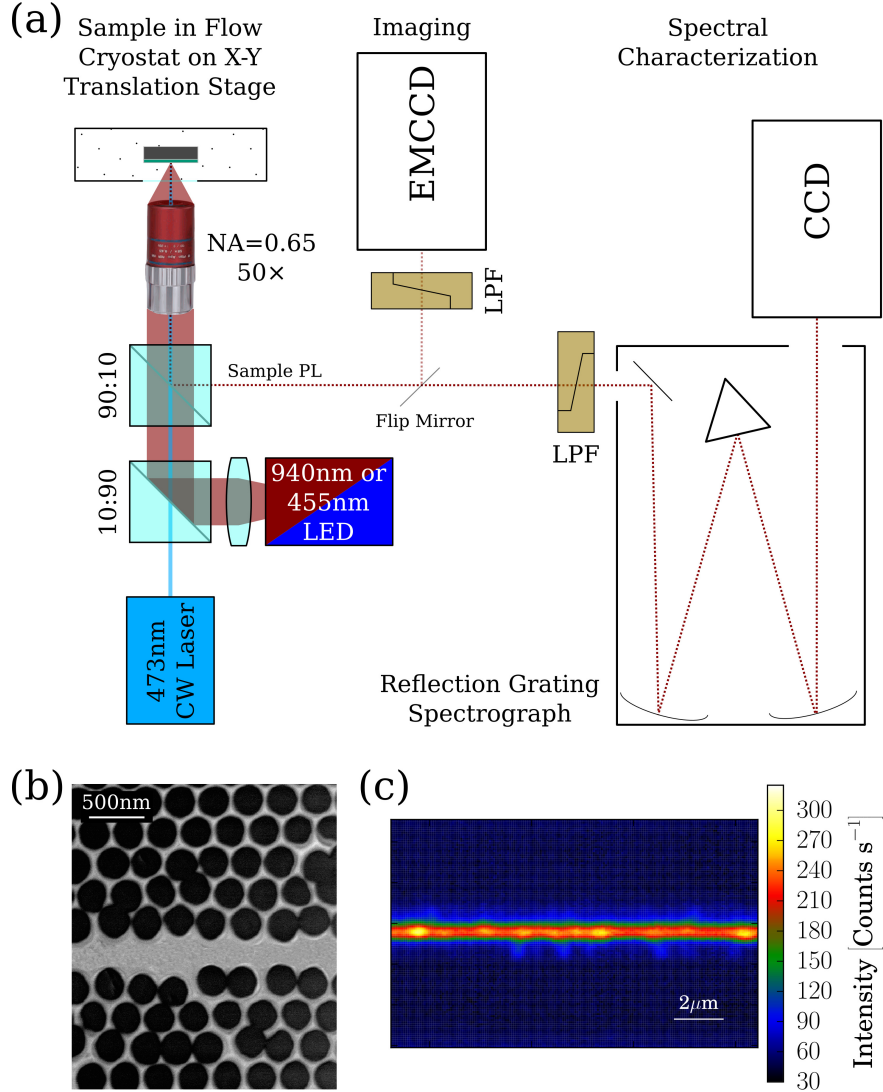 (a)
Sample in Flow
Cryostat on X-Y
Translation Stage
Imaging
Spectral
Characterization
EMCCD
CCD
NA=0.65
50×
LPF
90:10
Sample PL
Flip Mirror
LPF
10:90
940nm or
455nm
LED
473nm
CW Laser
Reflection Grating
Spectrograph
(b)
500nm
(c)
2μm
300
270
240
210
180
150
120
90
60
30
Intensity [Counts s⁻¹]